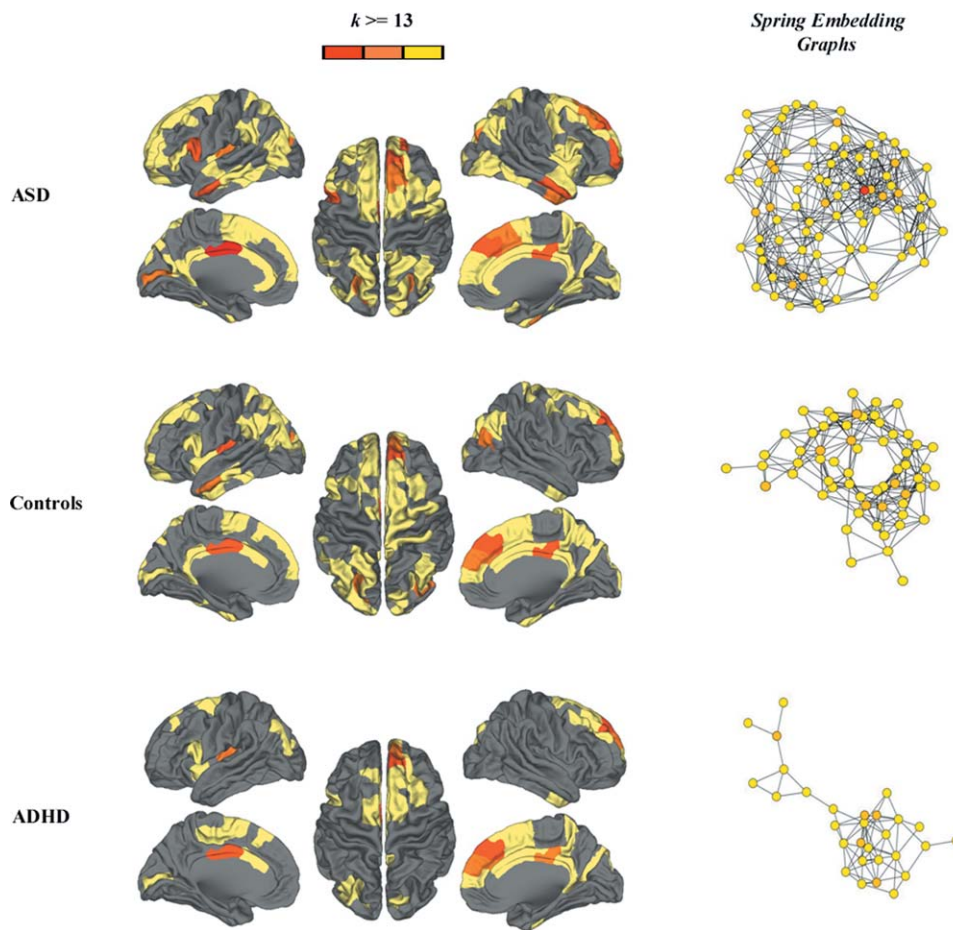 k >= 13
Spring Embedding
Graphs
ASD
Controls
ADHD